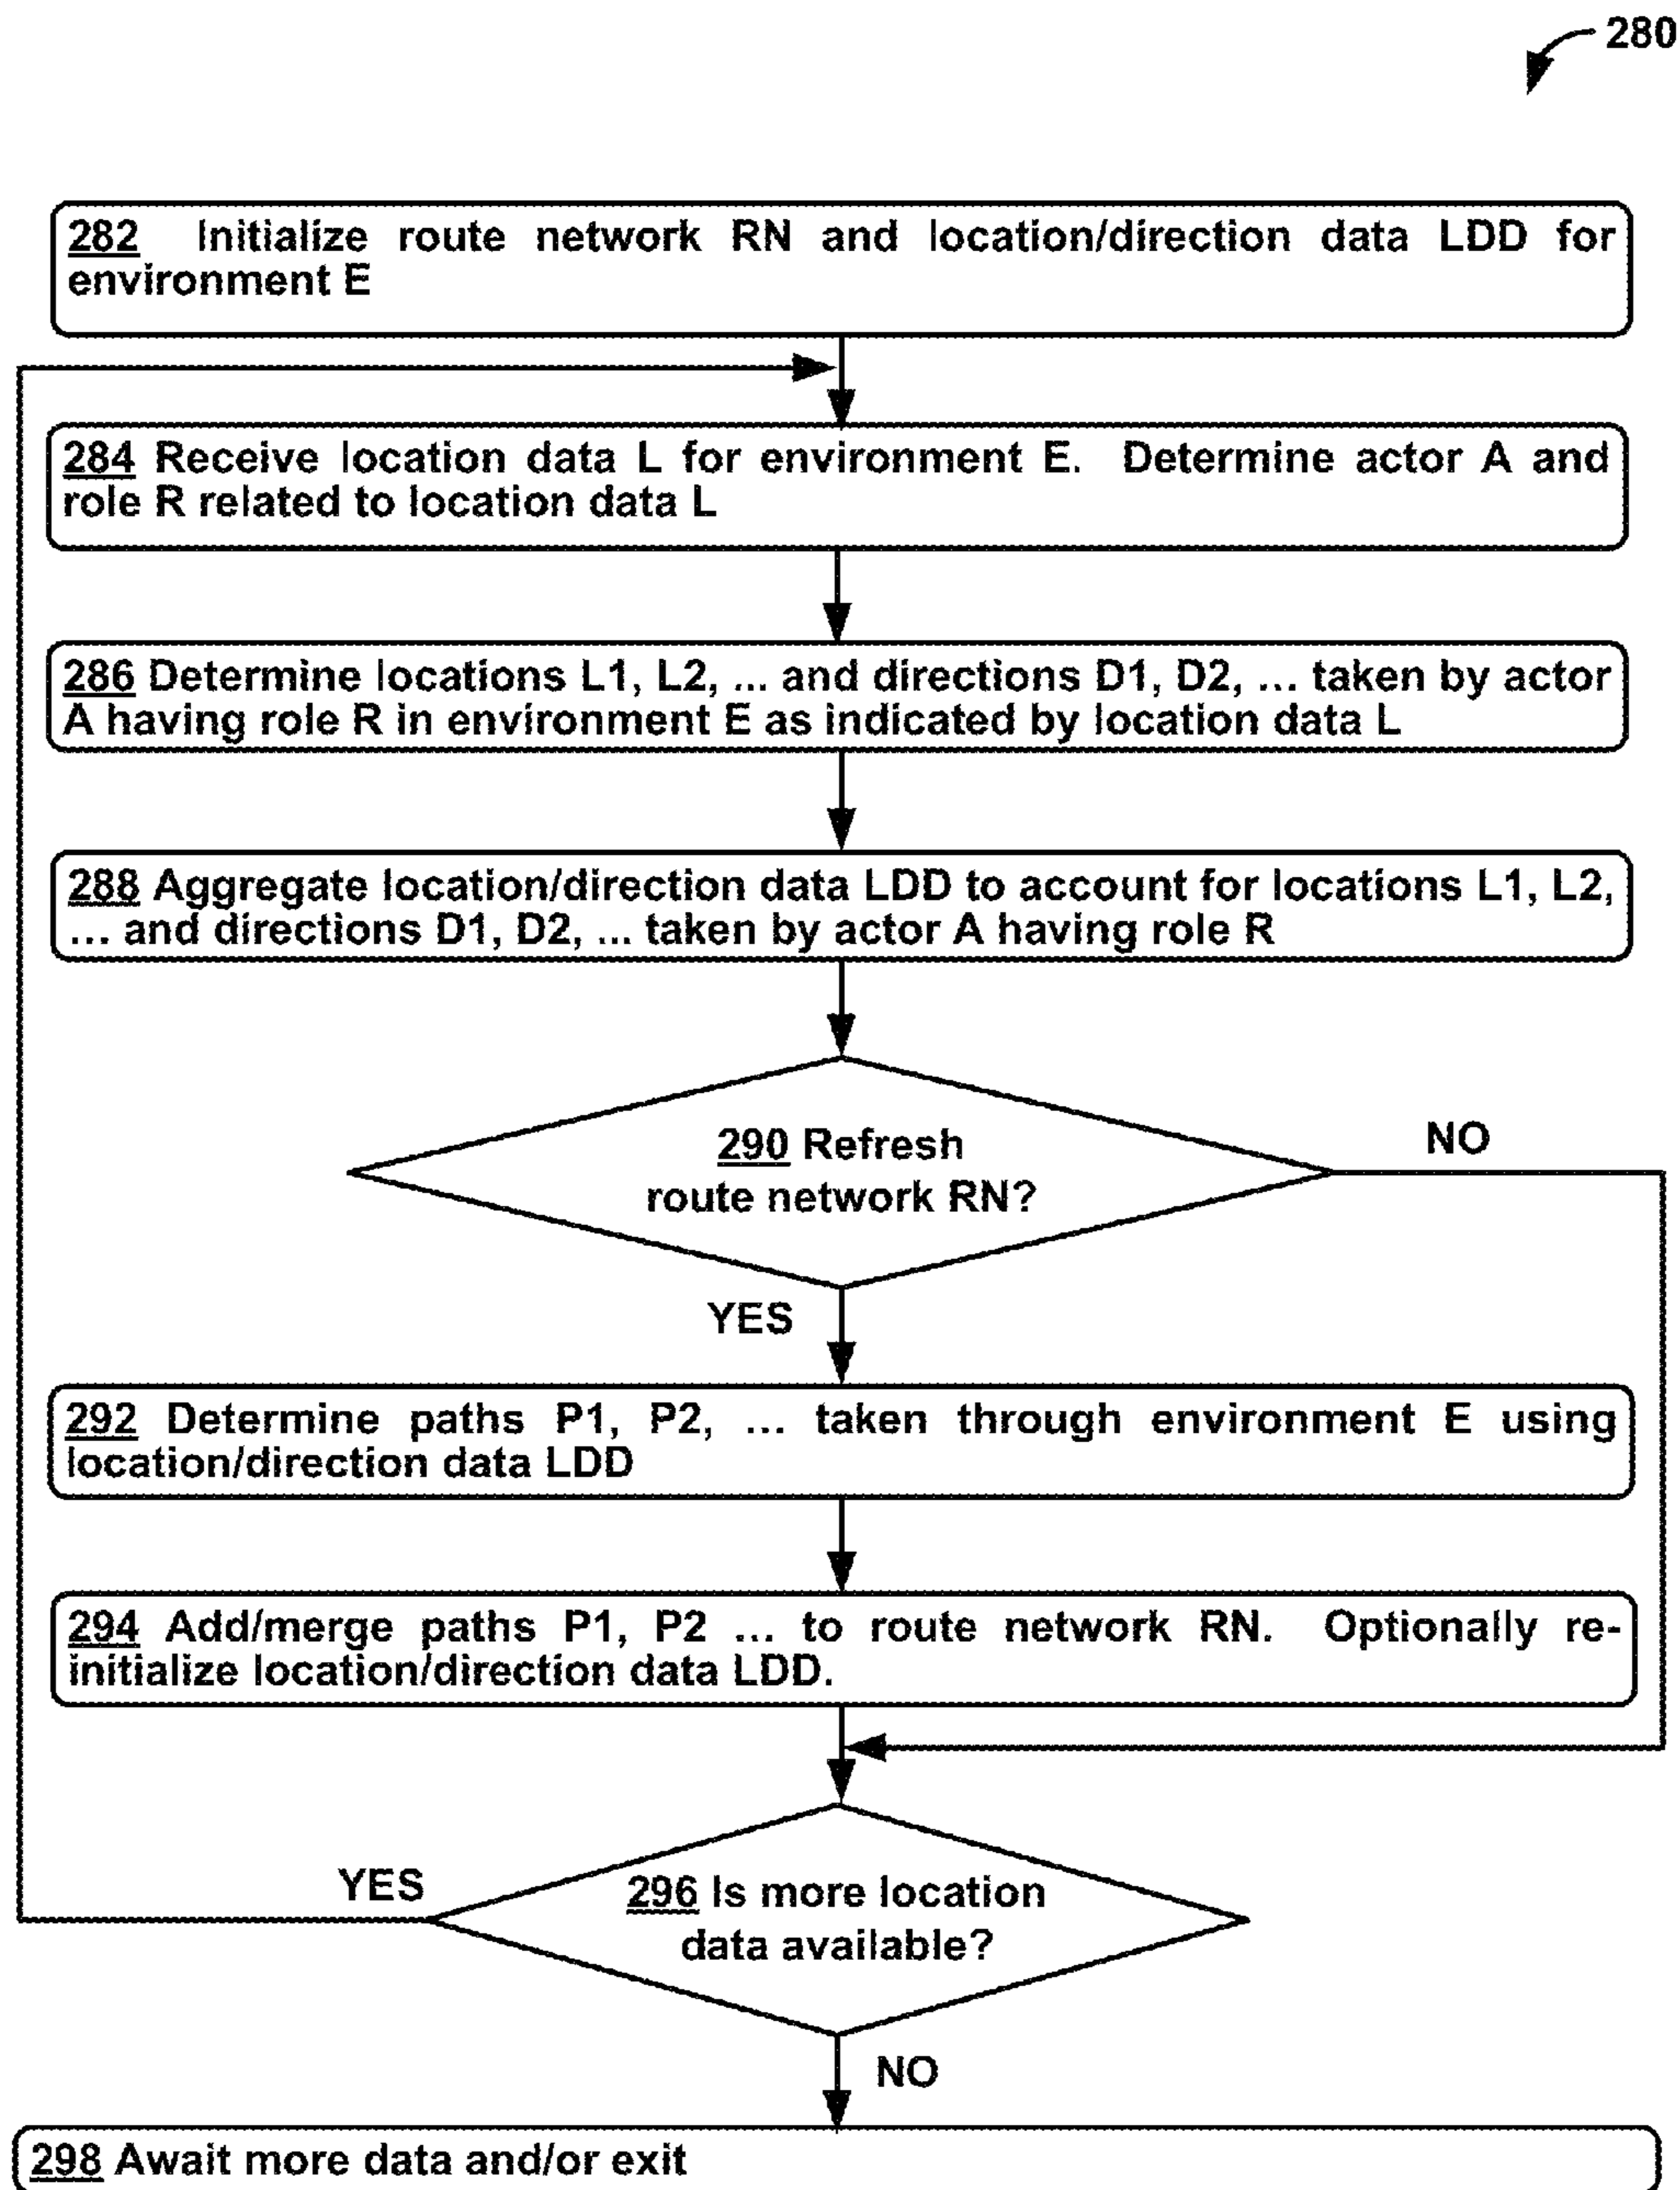 280
282 Initialize route network RN and location/direction data LDD for
environment E
284 Receive location data L for environment E. Determine actor A and
role R related to location data L
286 Determine locations L1, L2, ... and directions D1, D2, ... taken by actor
A having role R in environment E as indicated by location data L
288 Aggregate location/direction data LDD to account for locations L1, L2,
... and directions D1, D2, ... taken by actor A having role R
290 Refresh
route network RN?
NO
YES
292 Determine paths P1, P2, ... taken through environment E using
location/direction data LDD
294 Add/merge paths P1, P2 ... to route network RN. Optionally re-
initialize location/direction data LDD.
YES
296 Is more location
data available?
NO
298 Await more data and/or exit